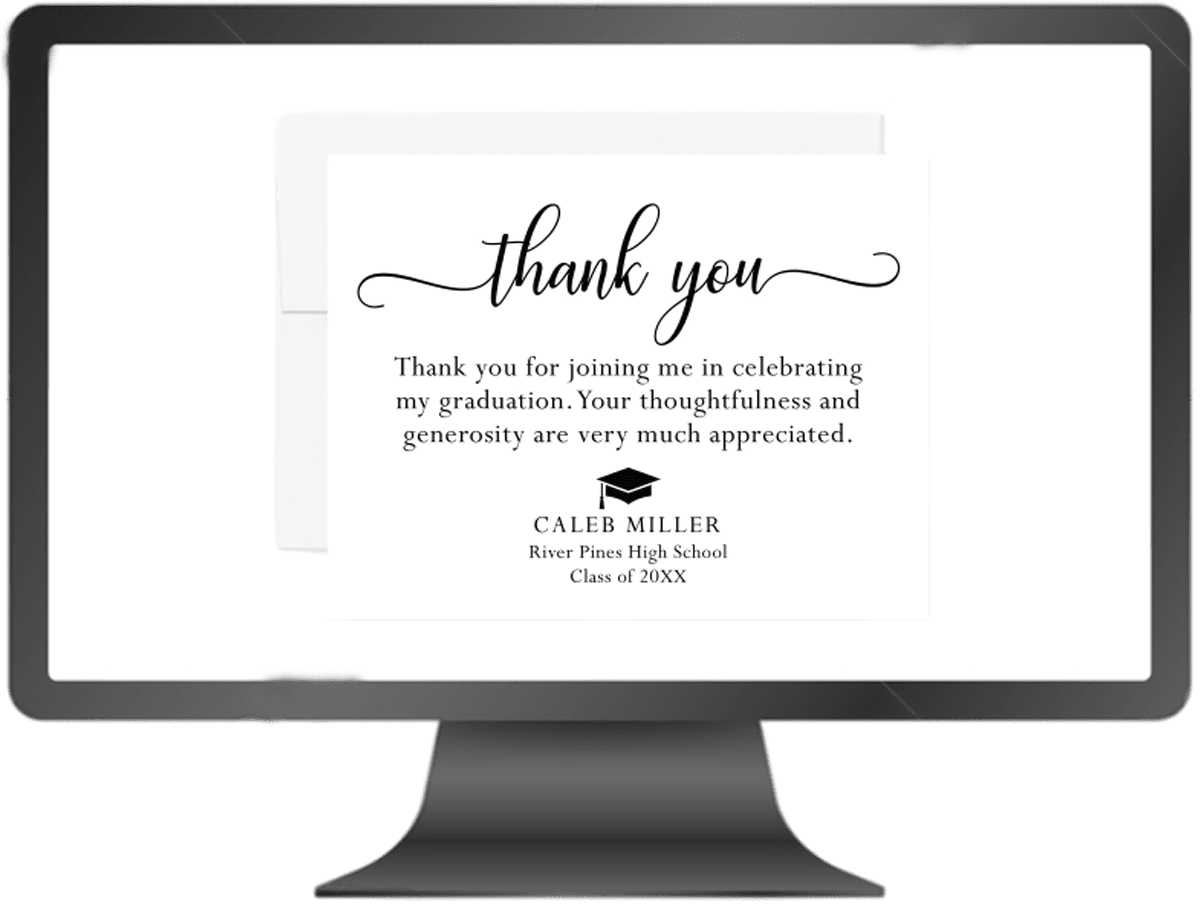 thank you
Thank you for joining me in celebrating
my graduation. Your thoughtfulness and
generosity are very much appreciated.
CALEB MILLER
River Pines High School
Class of 20XX